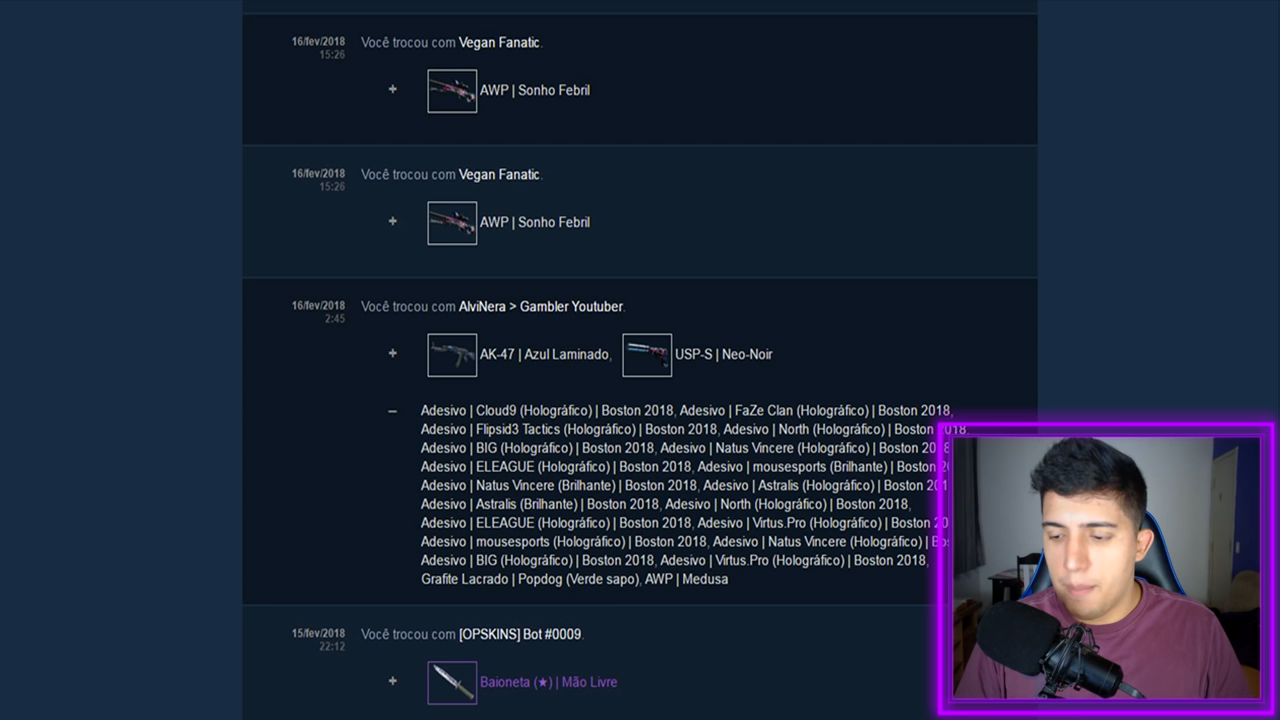 16/fev/2018 Você trocou com Vegan Fanatic.
15:26
+ AWP | Sonho Febril
16/fev/2018 Você trocou com Vegan Fanatic.
15:26
+ AWP | Sonho Febril
16/fev/2018 Você trocou com AlviNera > Gambler Youtuber.
2:45
+ AK-47 | Azul Laminado, USP-S | Neo-Noir
– Adesivo | Cloud9 (Holográfico) | Boston 2018, Adesivo | FaZe Clan (Holográfico) | Boston 2018,
Adesivo | Flipsid3 Tactics (Holográfico) | Boston 2018, Adesivo | North (Holográfico) | Boston 2018,
Adesivo | BIG (Holográfico) | Boston 2018, Adesivo | Natus Vincere (Holográfico) | Boston 2018
Adesivo | ELEAGUE (Holográfico) | Boston 2018, Adesivo | mousesports (Brilhante) | Boston
Adesivo | Natus Vincere (Brilhante) | Boston 2018, Adesivo | Astralis (Holográfico) | Boston
Adesivo | Astralis (Brilhante) | Boston 2018, Adesivo | North (Holográfico) | Boston 2018,
Adesivo | ELEAGUE (Holográfico) | Boston 2018, Adesivo | Virtus.Pro (Holográfico) | Boston
Adesivo | mousesports (Holográfico) | Boston 2018, Adesivo | Natus Vincere (Holográfico) |
Adesivo | BIG (Holográfico) | Boston 2018, Adesivo | Virtus.Pro (Holográfico) | Boston 2018,
Grafite Lacrado | Popdog (Verde sapo), AWP | Medusa
15/fev/2018 Você trocou com [OPSKINS] Bot #0009.
22:12
+ Baioneta (★) | Mão Livre